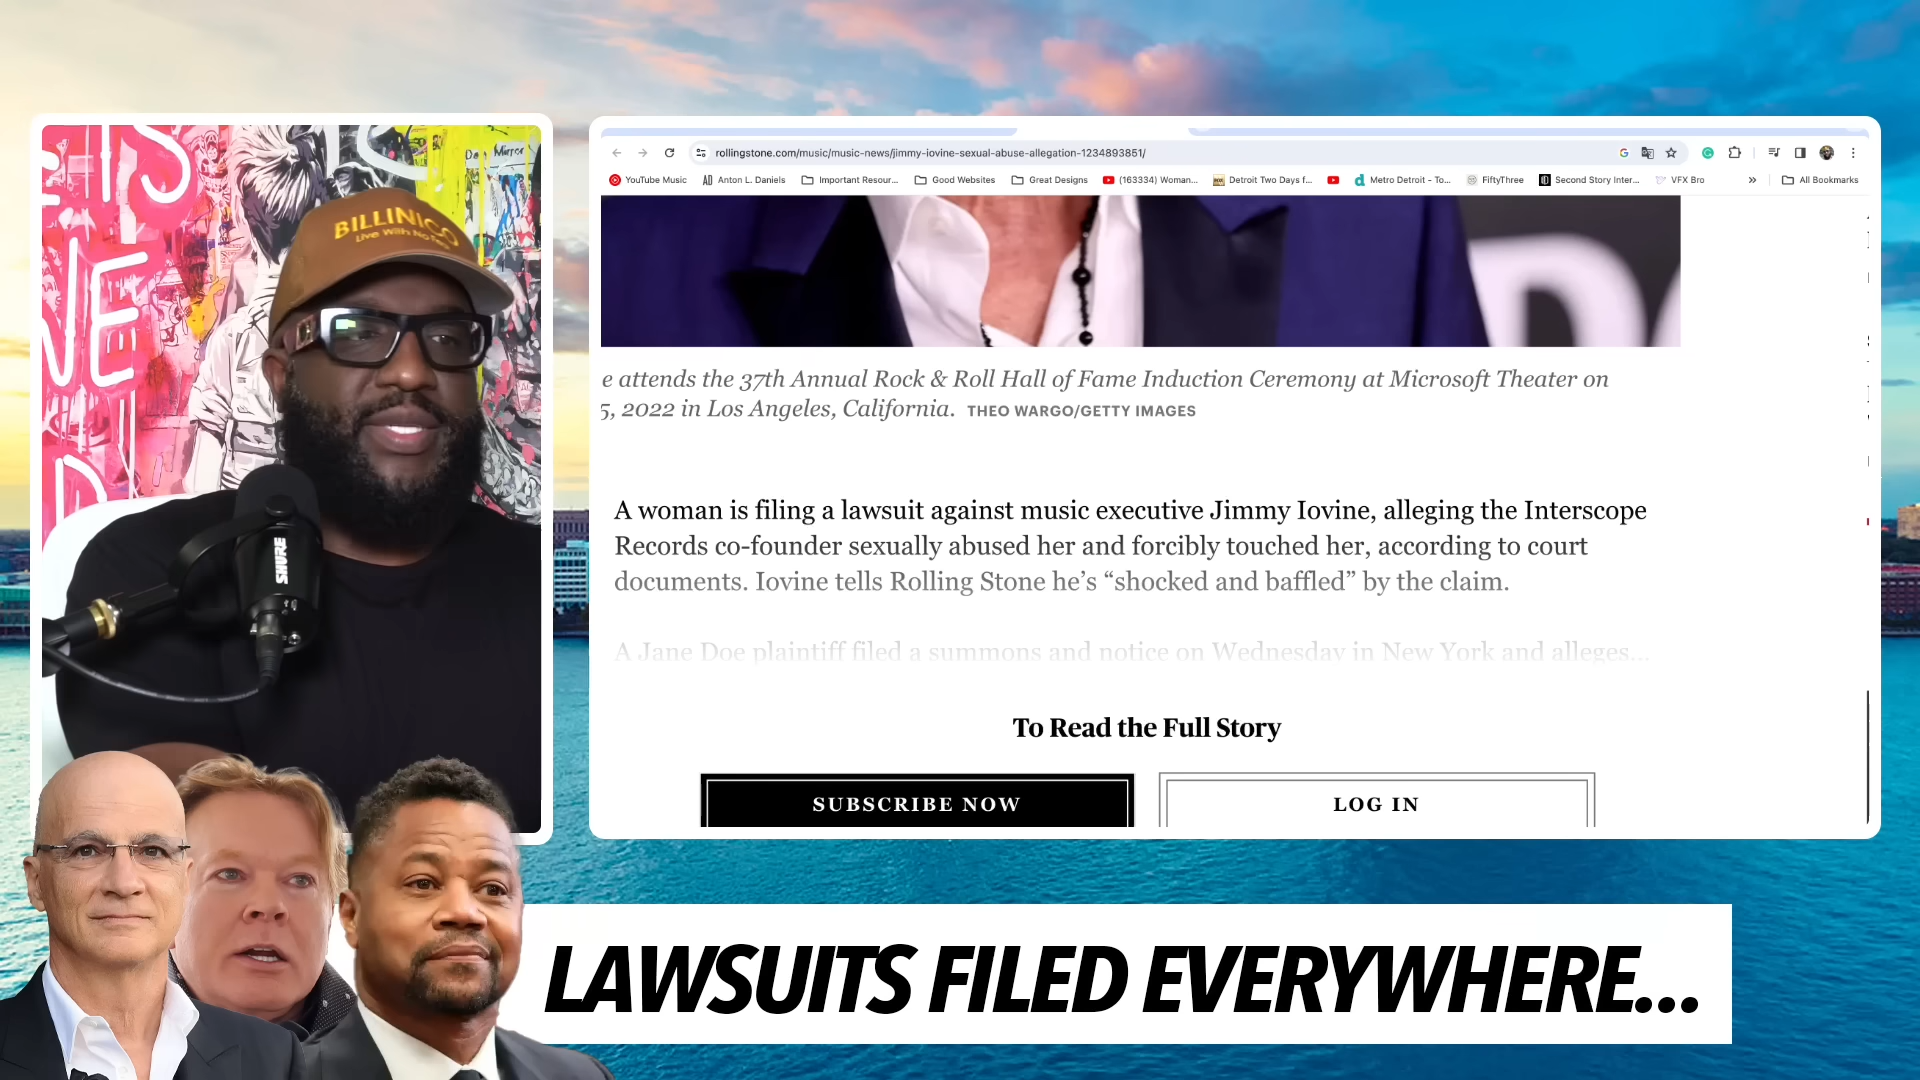 BILLINICO
Live With No
Da Mirror
SHURE
rollingstone.com/music/music-news/jimmy-iovine-sexual-abuse-allegation-1234893851/
YouTube Music
Anton L. Daniels
Important Resour...
Good Websites
Great Designs
(163334) Woman...
Detroit Two Days f...
Metro Detroit - To...
FiftyThree
Second Story Inter...
VFX Bro
»
All Bookmarks
e attends the 37th Annual Rock & Roll Hall of Fame Induction Ceremony at Microsoft Theater on
5, 2022 in Los Angeles, California. THEO WARGO/GETTY IMAGES
A woman is filing a lawsuit against music executive Jimmy Iovine, alleging the Interscope
Records co-founder sexually abused her and forcibly touched her, according to court
documents. Iovine tells Rolling Stone he’s “shocked and baffled” by the claim.
A Jane Doe plaintiff filed a summons and notice on Wednesday in New York and alleges...
To Read the Full Story
SUBSCRIBE NOW
LOG IN
LAWSUITS FILED EVERYWHERE...